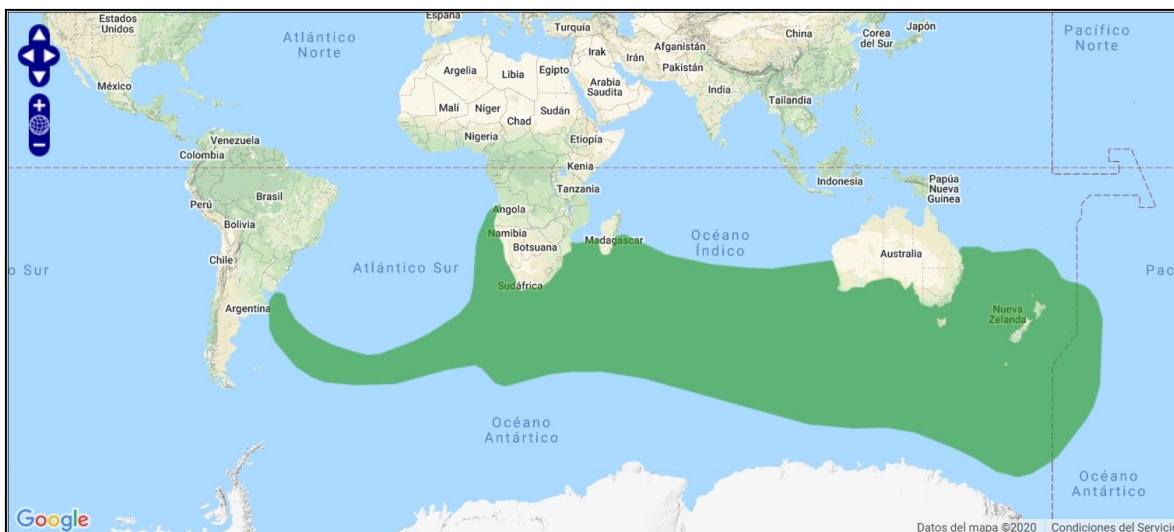 Estados
Unidos
México
Atlántico
Norte
España
Turquía
Irak
Irán
Afganistán
Pakistán
China
Corea
del Sur
Japón
Pacífico
Norte
Argelia
Libia
Egipto
Arabia
Saudita
India
Tailandia
Malí
Níger
Chad
Sudán
Nigeria
Etiopía
Kenia
Tanzania
Venezuela
Colombia
Brasil
Perú
Bolivia
Indonesia
Papúa
Nueva
Guinea
Angola
Namibia
Botsuana
Madagascar
Océano
Índico
Australia
o Sur
Chile
Atlántico Sur
Sudáfrica
Argentina
Nueva
Zelanda
Pac
Océano
Antártico
Océano
Antártico
Google
Datos del mapa ©2020
Condiciones del Servicio